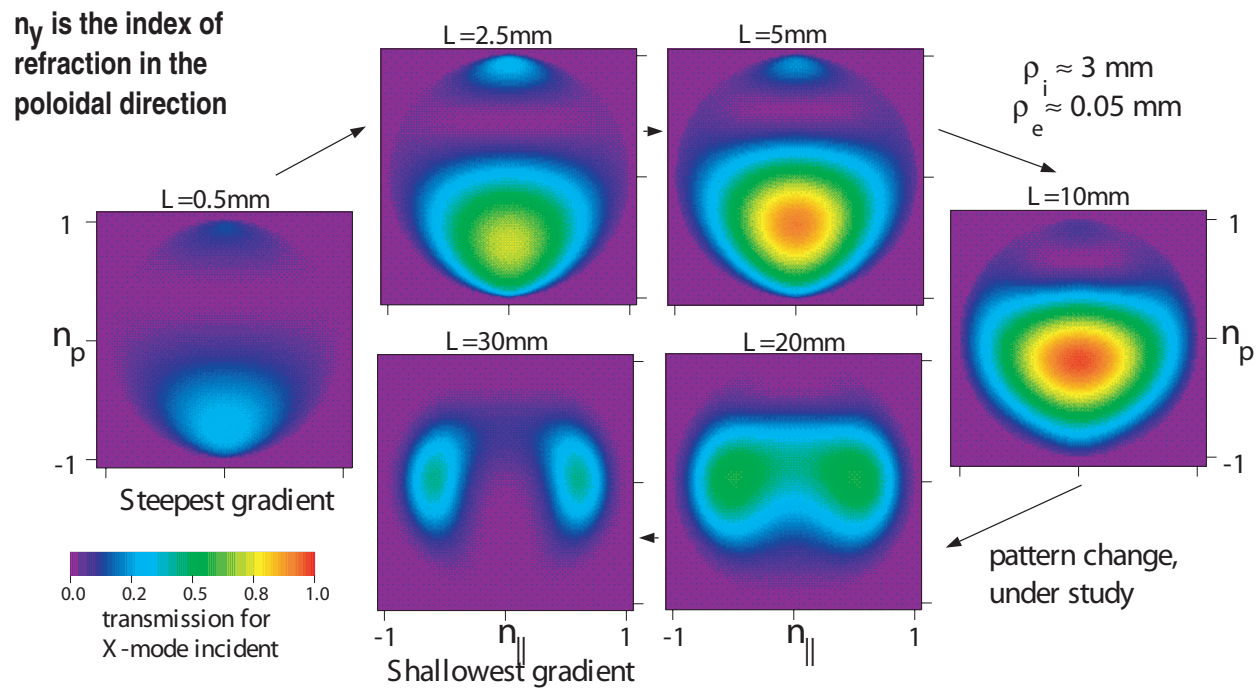 n_y is the index of
refraction in the
poloidal direction
L =2.5mm
L =5mm
ρ_i ≈ 3 mm
ρ_e ≈ 0.05 mm
L =0.5mm
L =10mm
1
n_p
-1
1
n_p
-1
Steepest gradient
L =30mm
L =20mm
0.0 0.2 0.5 0.8 1.0
transmission for
X -mode incident
-1 n_|| 1
-1 n_|| 1
Shallowest gradient
pattern change,
under study